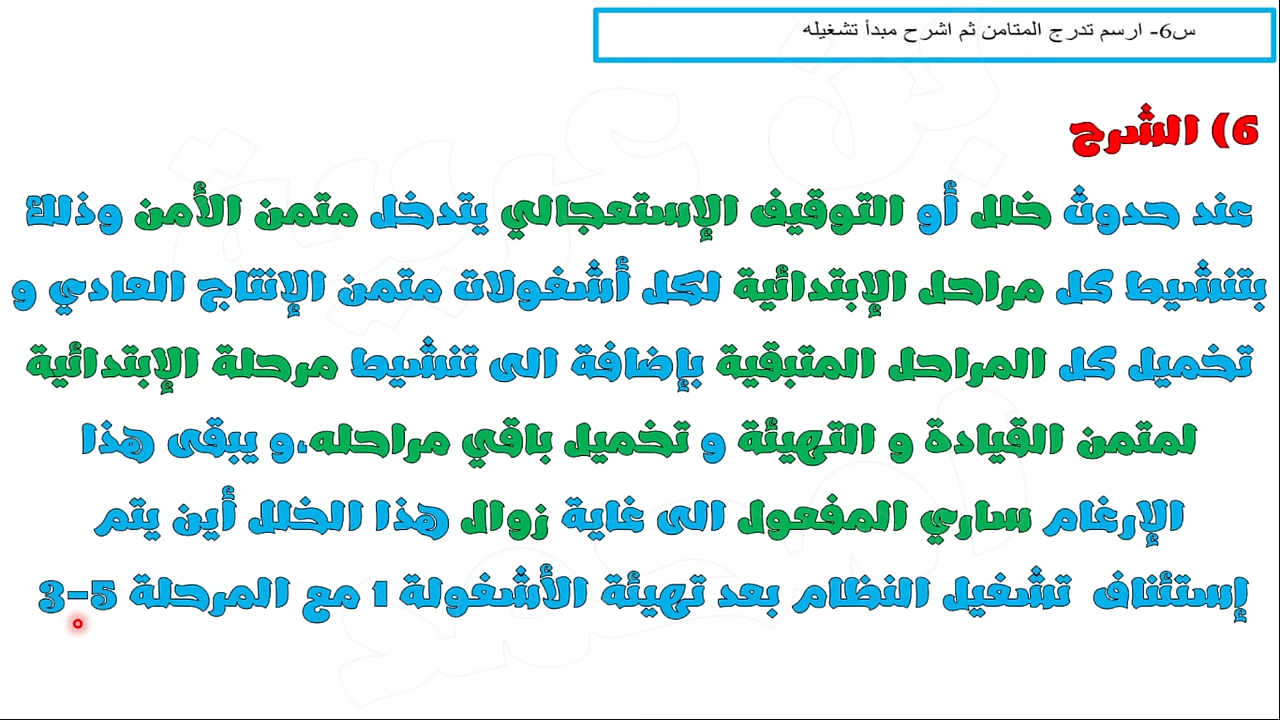 س6- ارسم تدرج المتامن ثم اشرح مبدأ تشغيله
6) الشرح
عند حدوث خلل أو التوقيف الإستعجالي يتدخل متمن الأمن وذلك
بتنشيط كل مراحل الإبتدائية لكل أشغولات متمن الإنتاج العادي و
تخميل كل المراحل المتبقية بإضافة الى تنشيط مرحلة الإبتدائية
لمتمن القيادة و التهيئة و تخميل باقي مراحله،و يبقى هذا
الإرغام ساري المفعول الى غاية زوال هذا الخلل أين يتم
إستئناف تشغيل النظام بعد تهيئة الأشغولة 1 مع المرحلة 5-3